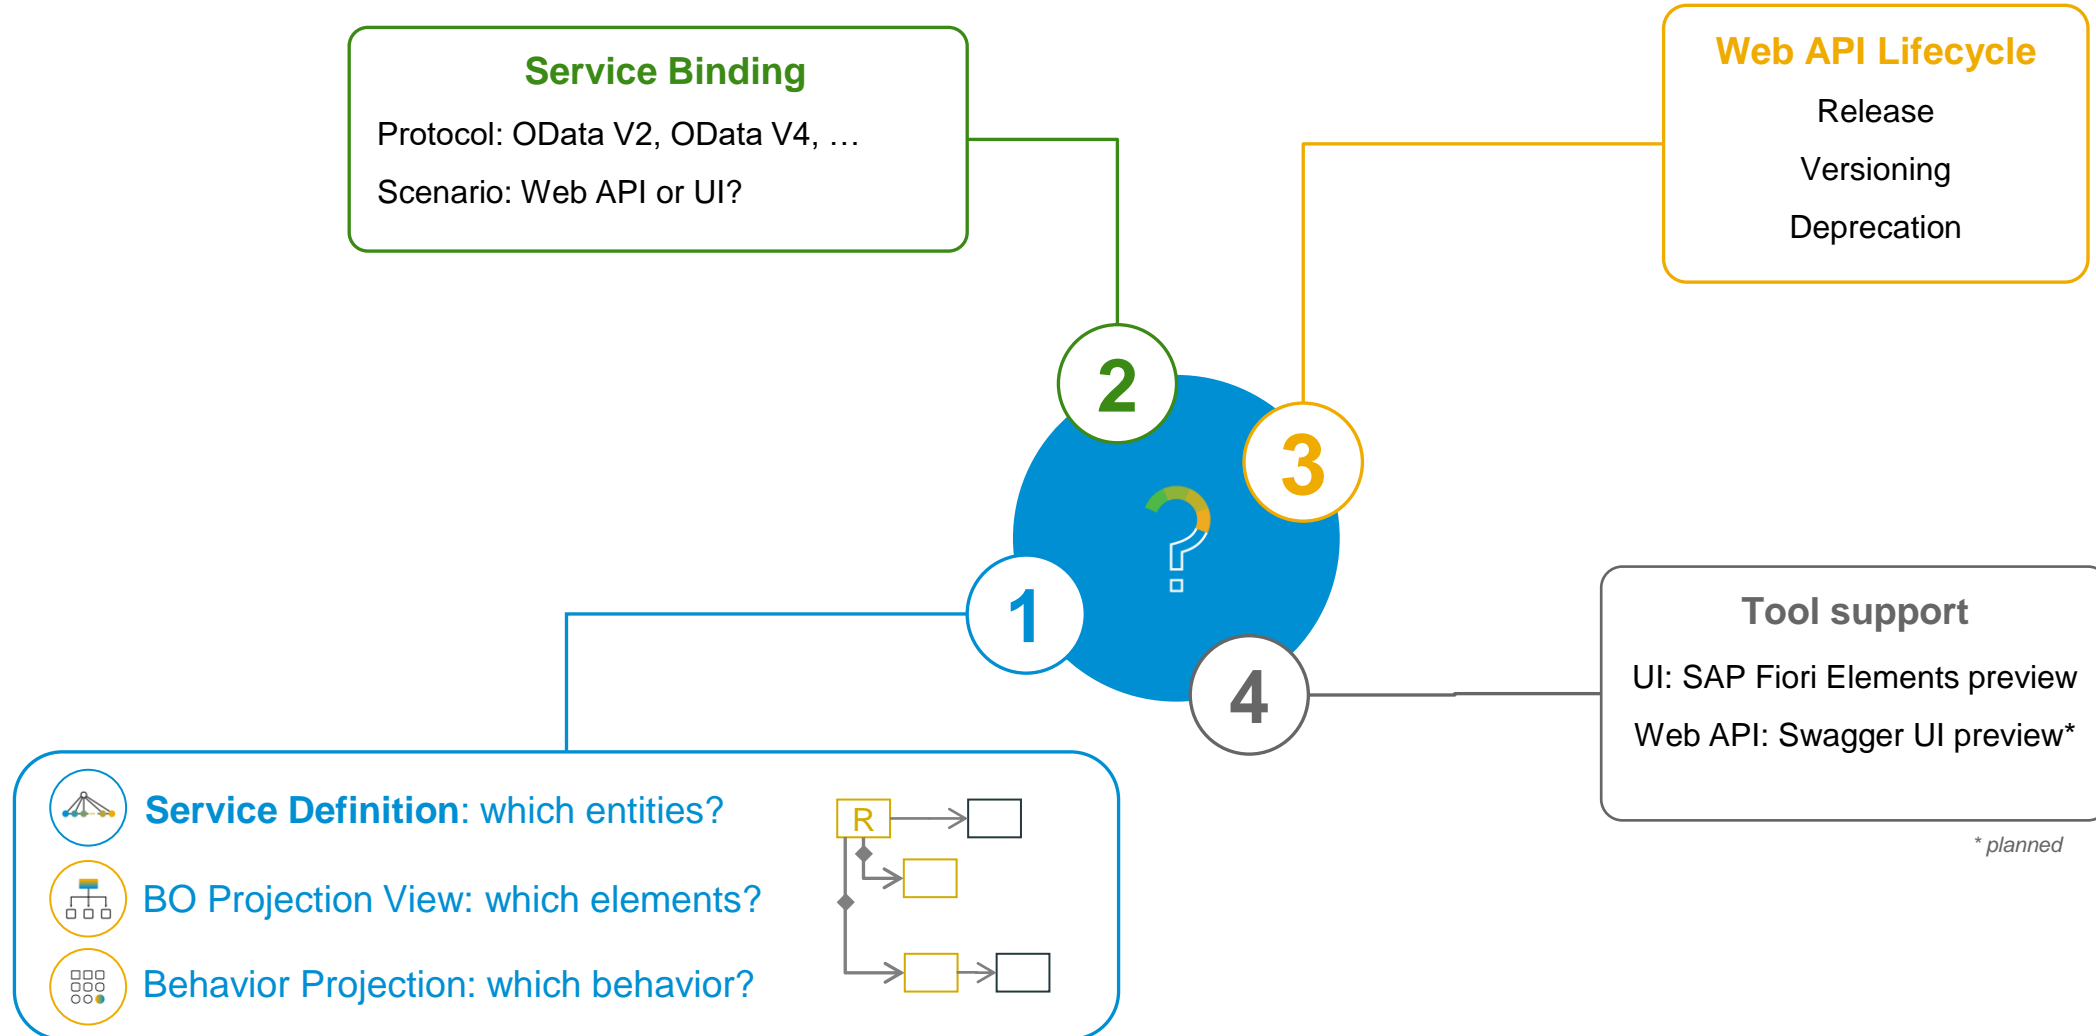 Service Binding
Protocol: OData V2, OData V4, …
Scenario: Web API or UI?
Web API Lifecycle
Release
Versioning
Deprecation
2
3
?
1
4
Tool support
UI: SAP Fiori Elements preview
Web API: Swagger UI preview*
* planned
Service Definition: which entities?
BO Projection View: which elements?
Behavior Projection: which behavior?
R